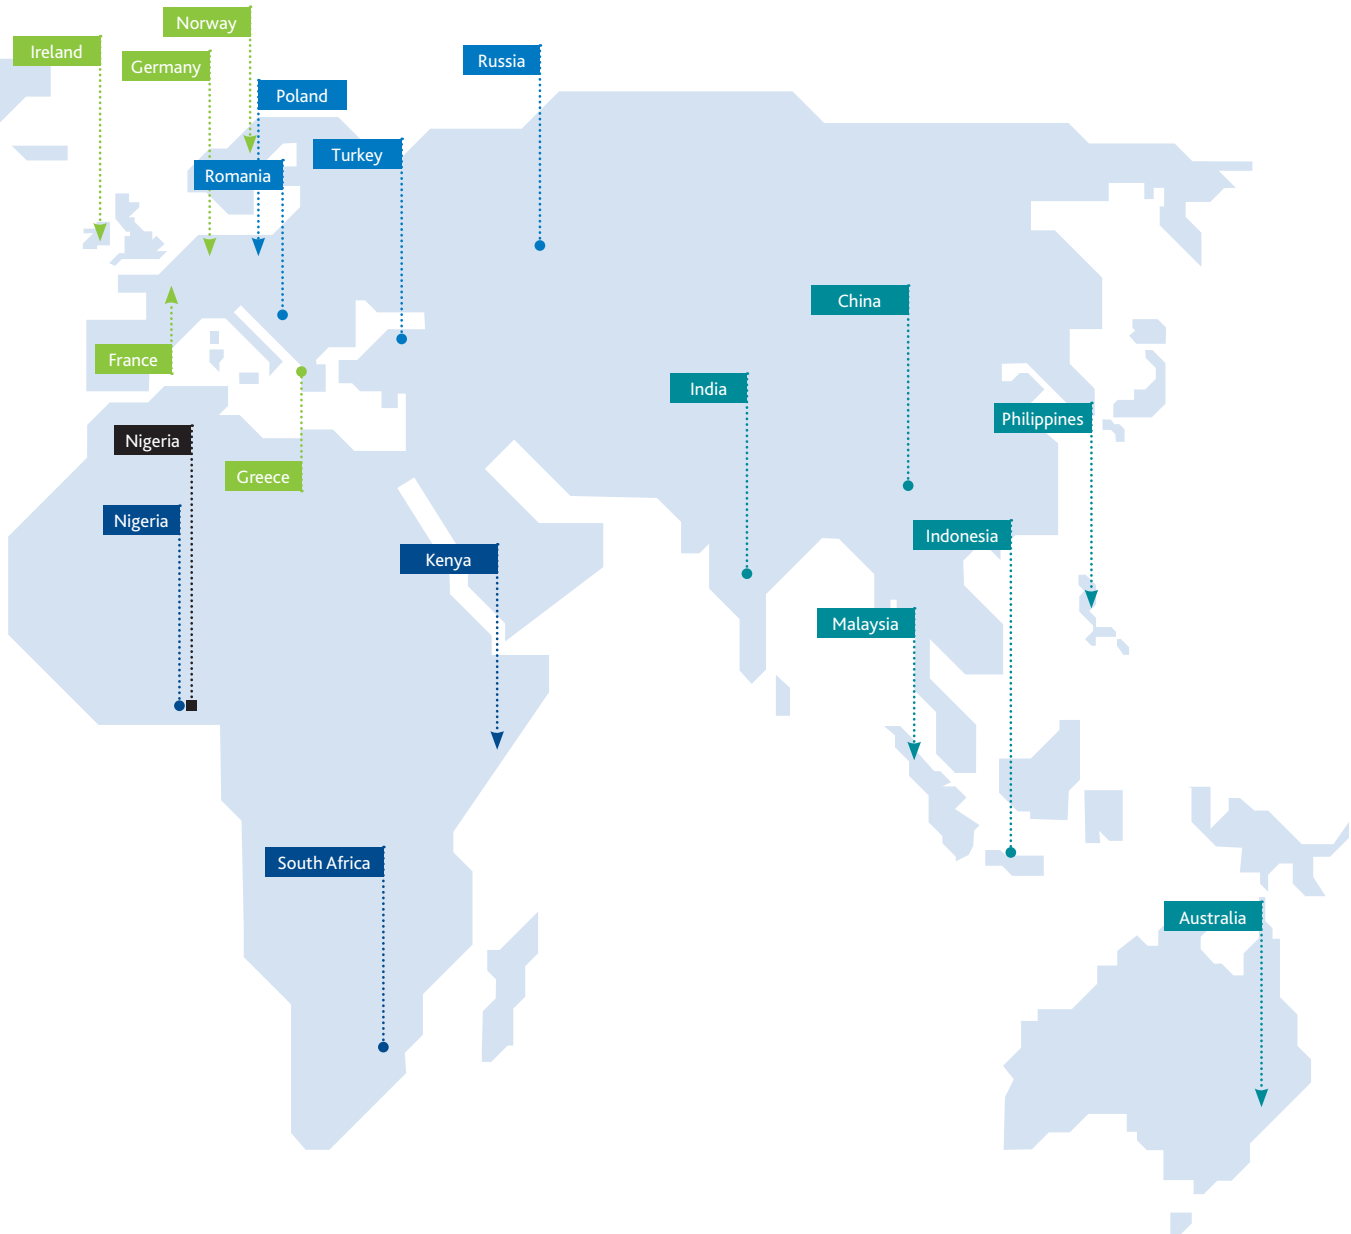 Norway
Ireland
Germany
Russia
Poland
Turkey
Romania
China
France
India
Philippines
Nigeria
Greece
Nigeria
Indonesia
Kenya
Malaysia
South Africa
Australia